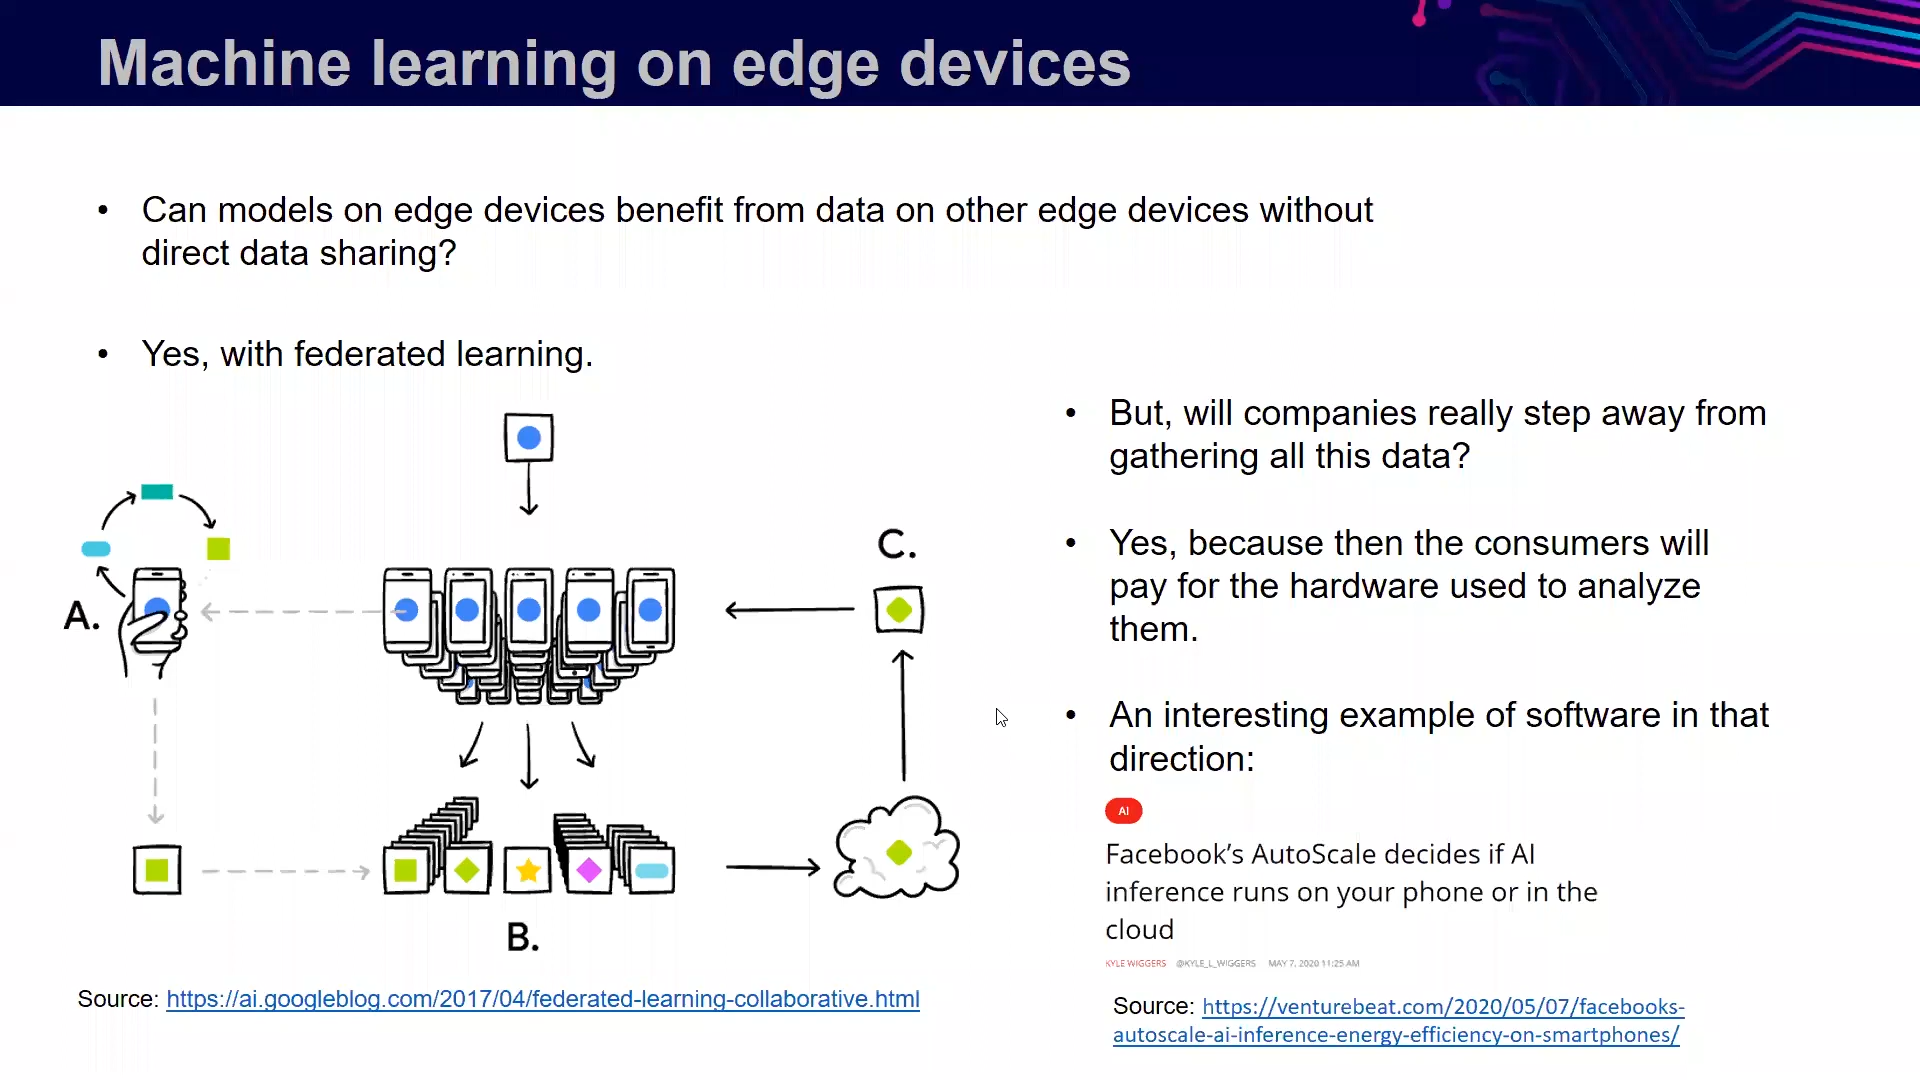 Machine learning on edge devices
• Can models on edge devices benefit from data on other edge devices without
direct data sharing?
• Yes, with federated learning.
A.
B.
C.
Source: https://ai.googleblog.com/2017/04/federated-learning-collaborative.html
• But, will companies really step away from
gathering all this data?
• Yes, because then the consumers will
pay for the hardware used to analyze
them.
• An interesting example of software in that
direction:
AI
Facebook’s AutoScale decides if AI
inference runs on your phone or in the
cloud
KYLE WIGGERS @KYLE_L_WIGGERS MAY 7, 2020 11:25 AM
Source: https://venturebeat.com/2020/05/07/facebooks-
autoscale-ai-inference-energy-efficiency-on-smartphones/